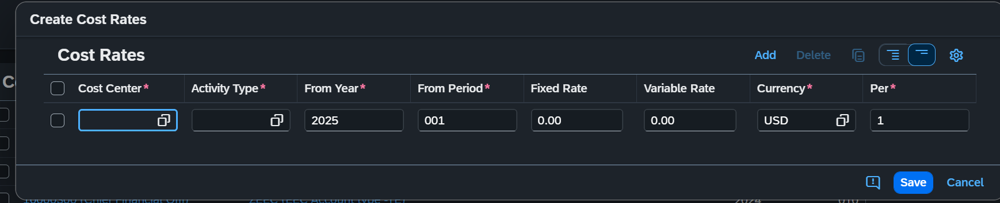 Create Cost Rates
Cost Rates Add Delete
C
Cost Center* Activity Type* From Year* From Period* Fixed Rate Variable Rate Currency* Per*
2025 001 0.00 0.00 USD 1
Save Cancel